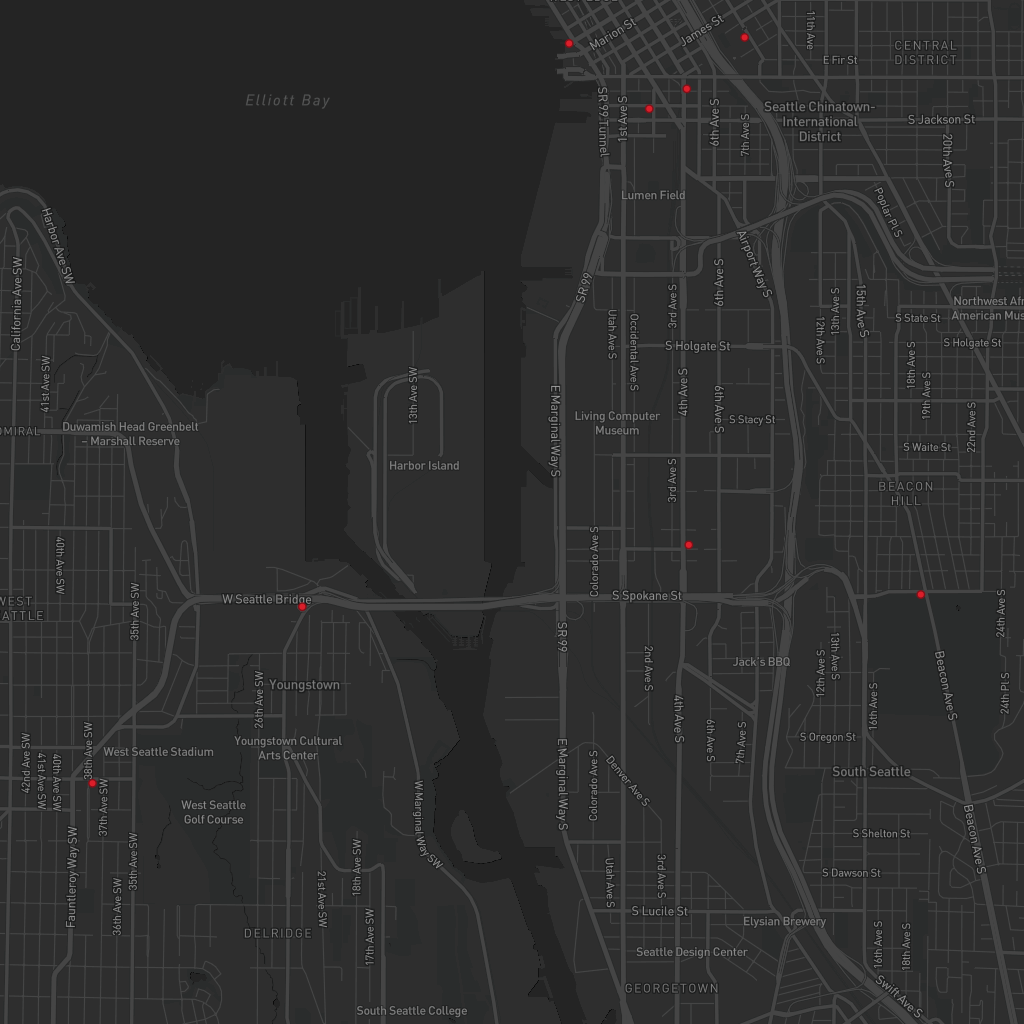 Marion St
James St
11th Ave
CENTRAL
DISTRICT
E Fir St
Elliott Bay
SR 99 Tunnel
1st Ave S
6th Ave S
7th Ave S
Seattle Chinatown-
International
District
S Jackson St
20th Ave S
Lumen Field
Poplar Pl S
Harbor Ave SW
Airport Way S
California Ave SW
SR 99
6th Ave S
3rd Ave S
13th Ave S
15th Ave S
Northwest Afr
American Mus
S State St
Utah Ave S
Occidental Ave S
12th Ave S
S Holgate St
S Holgate St
41st Ave SW
13th Ave SW
18th Ave S
19th Ave S
4th Ave S
6th Ave S
E Marginal Way S
Living Computer
Museum
S Stacy St
22nd Ave S
DMIRAL
Duwamish Head Greenbelt
– Marshall Reserve
S Waite St
Harbor Island
3rd Ave S
BEACON
HILL
40th Ave SW
Colorado Ave S
35th Ave SW
WEST
ATTLE
W Seattle Bridge
S Spokane St
24th Ave S
SR 99
2nd Ave S
Jack's BBQ
12th Ave S
13th Ave S
Beacon Ave S
Youngstown
26th Ave SW
16th Ave S
24th Pl S
4th Ave S
6th Ave S
7th Ave S
S Oregon St
42nd Ave SW
41st Ave SW
40th Ave SW
38th Ave SW
West Seattle Stadium
Youngstown Cultural
Arts Center
E Marginal Way S
Colorado Ave S
Denver Ave S
South Seattle
37th Ave SW
West Seattle
Golf Course
W Marginal Way SW
S Shelton St
Beacon Ave S
Fauntleroy Way SW
35th Ave SW
36th Ave SW
18th Ave SW
21st Ave SW
Utah Ave S
3rd Ave S
S Dawson St
17th Ave SW
S Lucile St
Elysian Brewery
DELRIDGE
16th Ave S
18th Ave S
Seattle Design Center
GEORGETOWN
Swift Ave S
South Seattle College